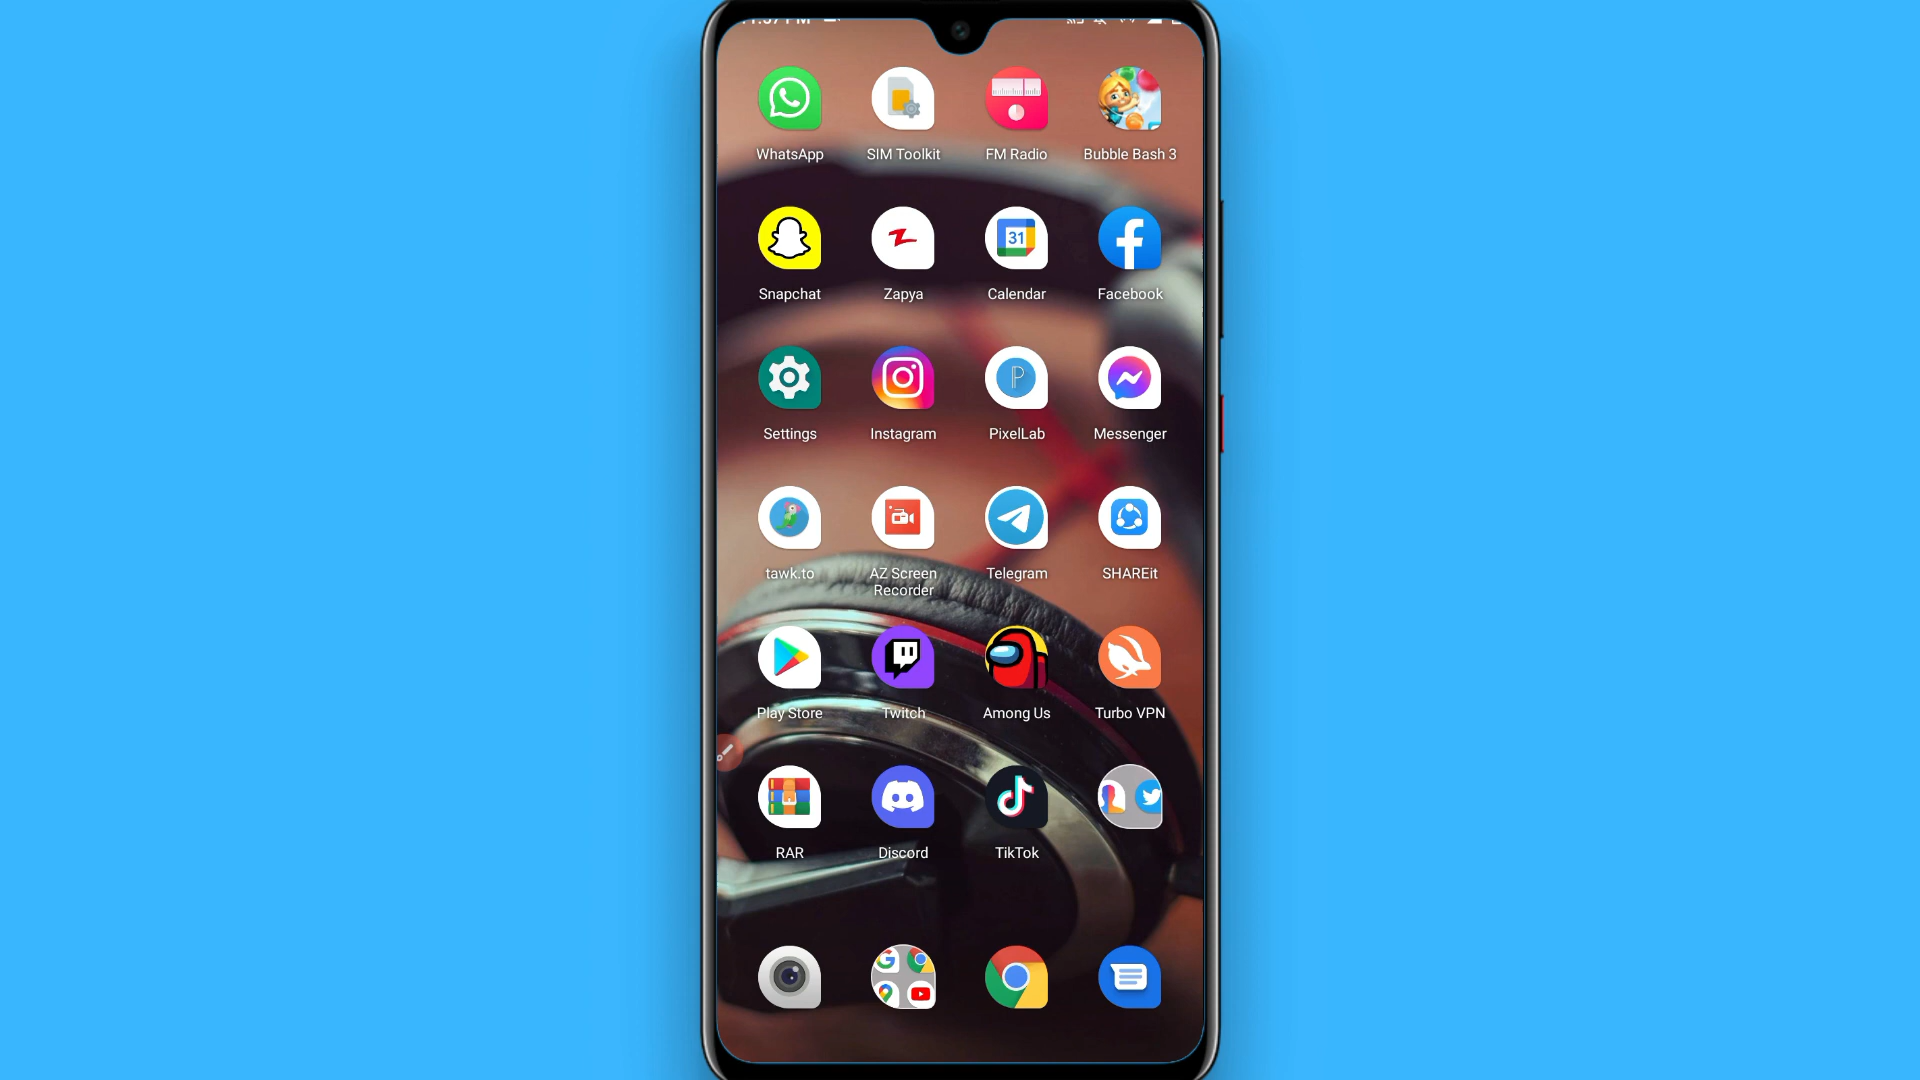 WhatsApp
SIM Toolkit
FM Radio
Bubble Bash 3
Snapchat
Zapya
31
Calendar
Facebook
Settings
Instagram
P
PixelLab
Messenger
tawk.to
AZ Screen
Recorder
Telegram
SHAREit
Play Store
Twitch
Among Us
Turbo VPN
RAR
Discord
TikTok